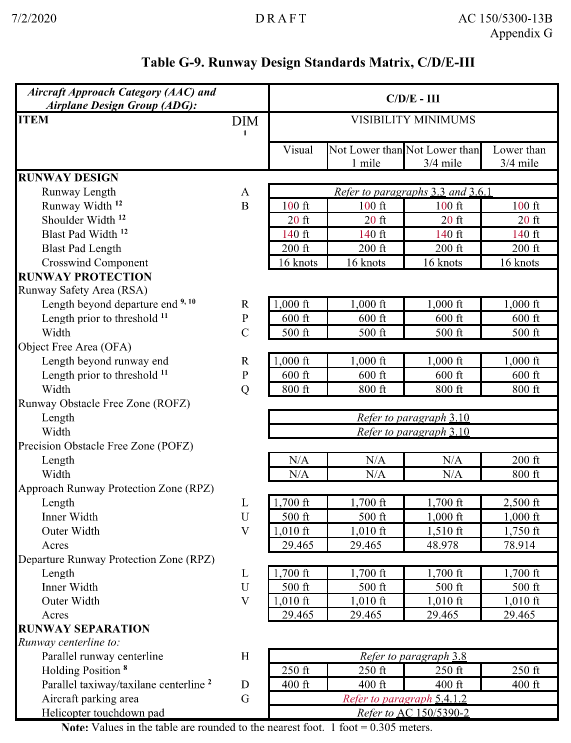 7/2/2020 DRAFT AC 150/5300-13B
Appendix G
Table G-9. Runway Design Standards Matrix, C/D/E-III
Aircraft Approach Category (AAC) and Airplane Design Group (ADG): C/D/E - III
ITEM DIM 1 VISIBILITY MINIMUMS
Visual Not Lower than 1 mile Not Lower than 3/4 mile Lower than 3/4 mile
RUNWAY DESIGN
Runway Length A Refer to paragraphs 3.3 and 3.6.1
Runway Width 12 B 100 ft 100 ft 100 ft 100 ft
Shoulder Width 12 20 ft 20 ft 20 ft 20 ft
Blast Pad Width 12 140 ft 140 ft 140 ft 140 ft
Blast Pad Length 200 ft 200 ft 200 ft 200 ft
Crosswind Component 16 knots 16 knots 16 knots 16 knots
RUNWAY PROTECTION
Runway Safety Area (RSA)
Length beyond departure end 9, 10 R 1,000 ft 1,000 ft 1,000 ft 1,000 ft
Length prior to threshold 11 P 600 ft 600 ft 600 ft 600 ft
Width C 500 ft 500 ft 500 ft 500 ft
Object Free Area (OFA)
Length beyond runway end R 1,000 ft 1,000 ft 1,000 ft 1,000 ft
Length prior to threshold 11 P 600 ft 600 ft 600 ft 600 ft
Width Q 800 ft 800 ft 800 ft 800 ft
Runway Obstacle Free Zone (ROFZ)
Length Refer to paragraph 3.10
Width Refer to paragraph 3.10
Precision Obstacle Free Zone (POFZ)
Length N/A N/A N/A 200 ft
Width N/A N/A N/A 800 ft
Approach Runway Protection Zone (RPZ)
Length L 1,700 ft 1,700 ft 1,700 ft 2,500 ft
Inner Width U 500 ft 500 ft 1,000 ft 1,000 ft
Outer Width V 1,010 ft 1,010 ft 1,510 ft 1,750 ft
Acres 29.465 29.465 48.978 78.914
Departure Runway Protection Zone (RPZ)
Length L 1,700 ft 1,700 ft 1,700 ft 1,700 ft
Inner Width U 500 ft 500 ft 500 ft 500 ft
Outer Width V 1,010 ft 1,010 ft 1,010 ft 1,010 ft
Acres 29.465 29.465 29.465 29.465
RUNWAY SEPARATION
Runway centerline to:
Parallel runway centerline H Refer to paragraph 3.8
Holding Position 8 250 ft 250 ft 250 ft 250 ft
Parallel taxiway/taxilane centerline 2 D 400 ft 400 ft 400 ft 400 ft
Aircraft parking area G Refer to paragraph 5.4.1.2
Helicopter touchdown pad Refer to AC 150/5390-2
Note: Values in the table are rounded to the nearest foot. 1 foot = 0.305 meters.